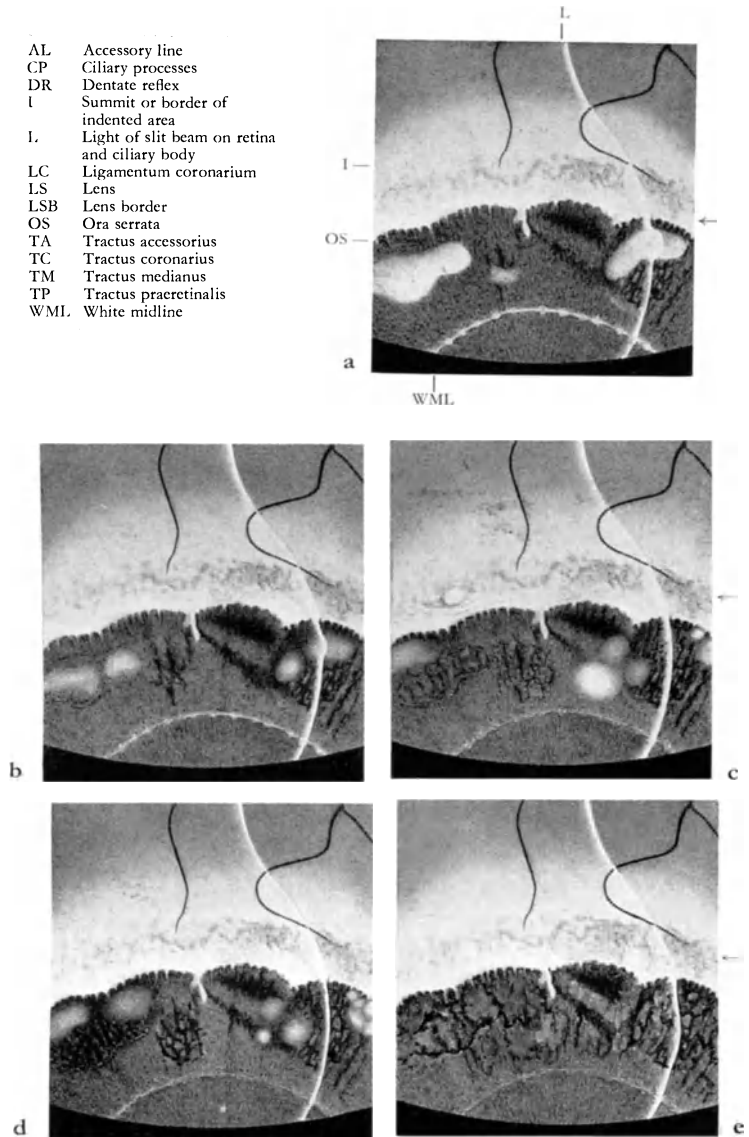 AL Accessory line
CP Ciliary processes
DR Dentate reflex
I Summit or border of
indented area
L Light of slit beam on retina
and ciliary body
LC Ligamentum coronarium
LS Lens
LSB Lens border
OS Ora serrata
TA Tractus accessorius
TC Tractus coronarius
TM Tractus medianus
TP Tractus praeretinalis
WML White midline
L
I
OS
a
WML
b
c
d
e